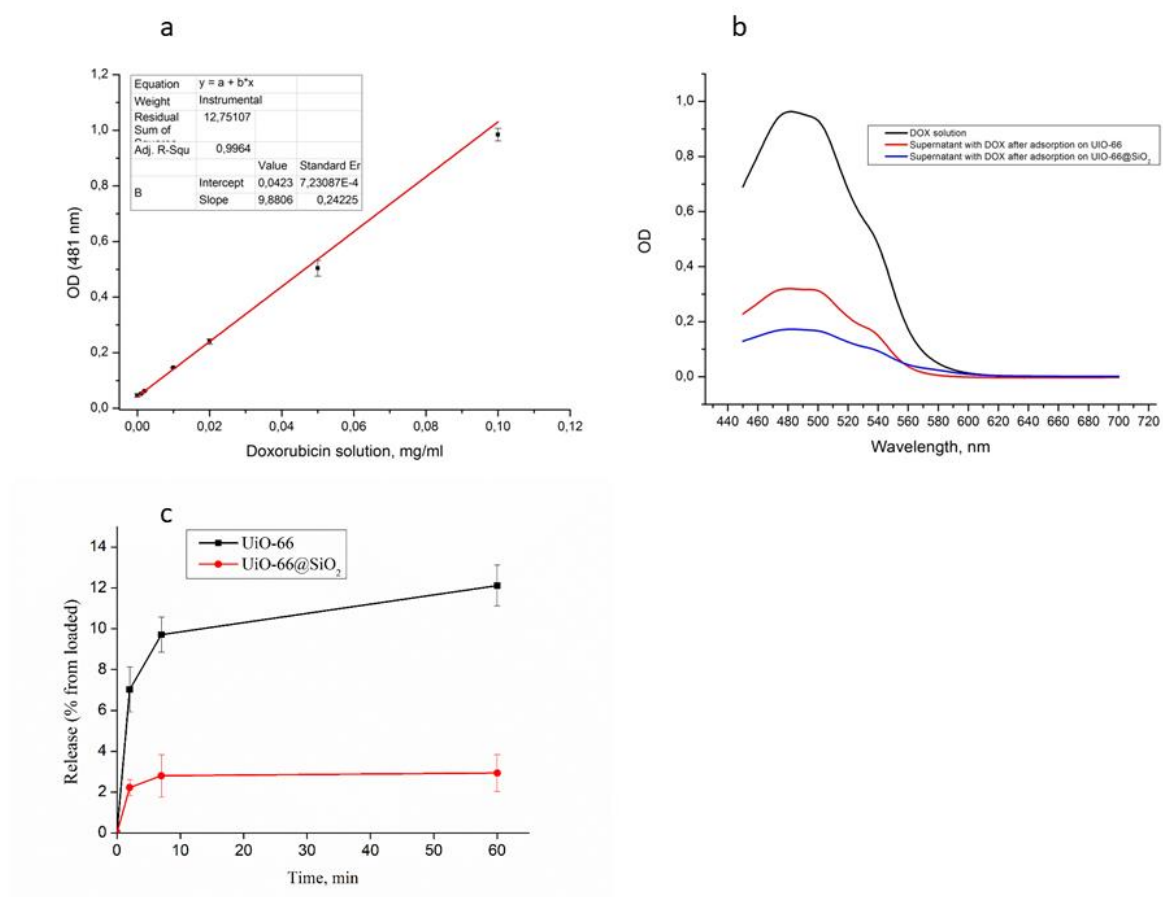 a
1,2
1,0
0,8
0,6
0,4
0,2
0,0
OD (481 nm)
Equation y = a + b*x
Weight Instrumental
Residual 12,75107
Sum of
Adj. R-Squ 0,9964
Value Standard Er
B
Intercept 0,0423 7,23087E-4
Slope 9,8806 0,24225
0,00 0,02 0,04 0,06 0,08 0,10 0,12
Doxorubicin solution, mg/ml
b
1,0
0,8
0,6
0,4
0,2
0,0
OD
DOX solution
Supernatant with DOX after adsorption on UIO-66
Supernatant with DOX after adsorption on UIO-66@SiO₂
440 460 480 500 520 540 560 580 600 620 640 660 680 700 720
Wavelength, nm
c
14
12
10
8
6
4
2
0
Release (% from loaded)
UiO-66
UiO-66@SiO₂
0 10 20 30 40 50 60
Time, min